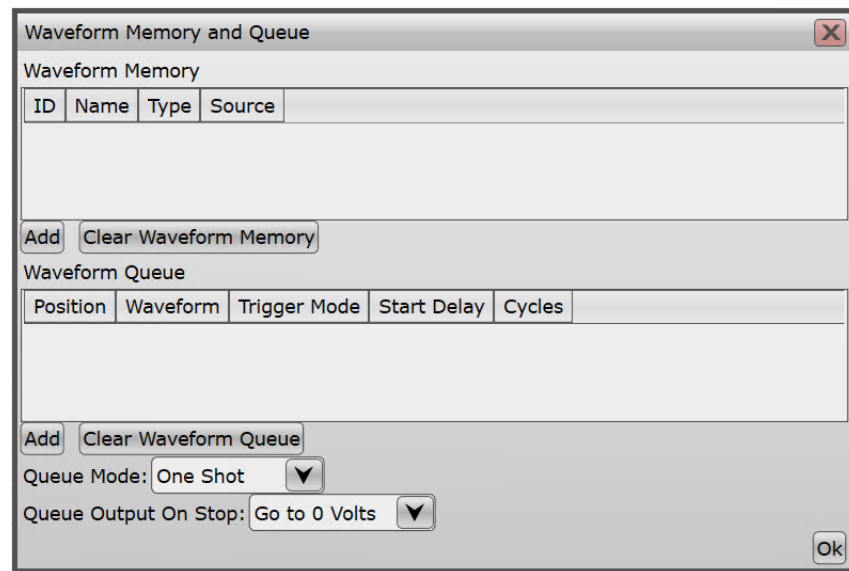 Waveform Memory and Queue X
Waveform Memory
ID Name Type Source
Add Clear Waveform Memory
Waveform Queue
Position Waveform Trigger Mode Start Delay Cycles
Add Clear Waveform Queue
Queue Mode: One Shot
Queue Output On Stop: Go to 0 Volts
Ok